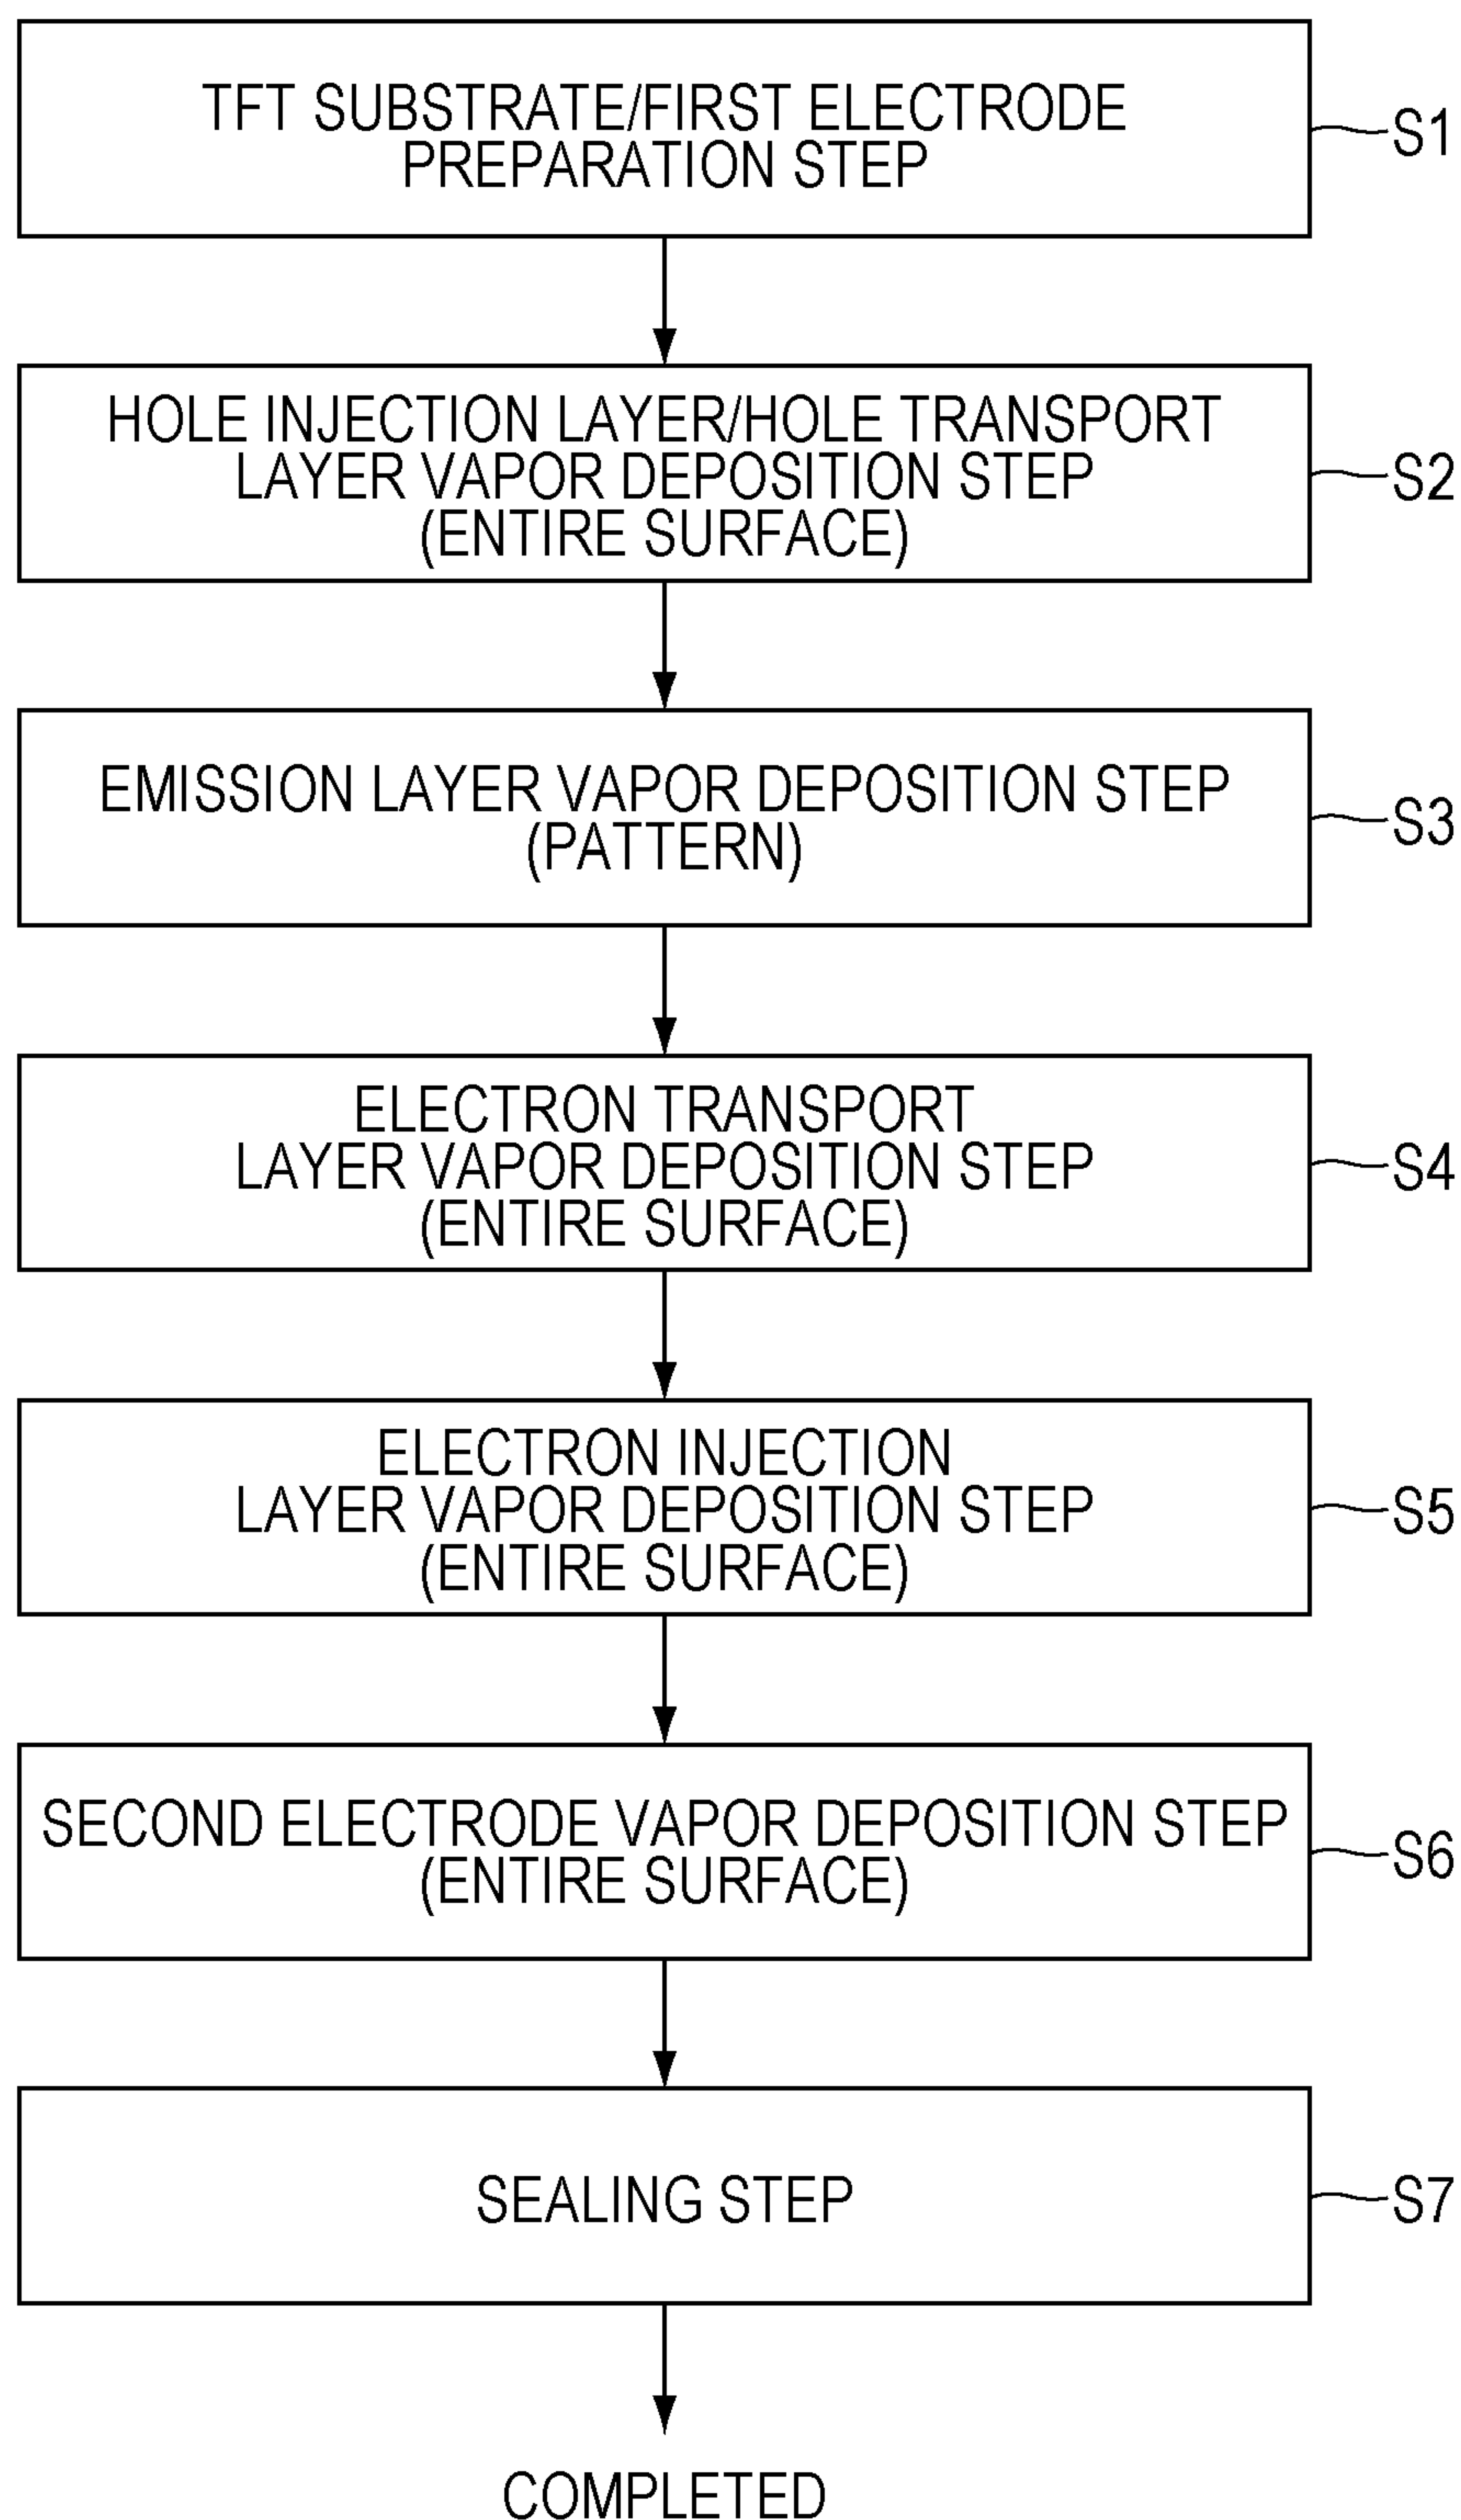 TFT SUBSTRATE/FIRST ELECTRODE
PREPARATION STEP
S1
HOLE INJECTION LAYER/HOLE TRANSPORT
LAYER VAPOR DEPOSITION STEP
(ENTIRE SURFACE)
S2
EMISSION LAYER VAPOR DEPOSITION STEP
(PATTERN)
S3
ELECTRON TRANSPORT
LAYER VAPOR DEPOSITION STEP
(ENTIRE SURFACE)
S4
ELECTRON INJECTION
LAYER VAPOR DEPOSITION STEP
(ENTIRE SURFACE)
S5
SECOND ELECTRODE VAPOR DEPOSITION STEP
(ENTIRE SURFACE)
S6
SEALING STEP
S7
COMPLETED